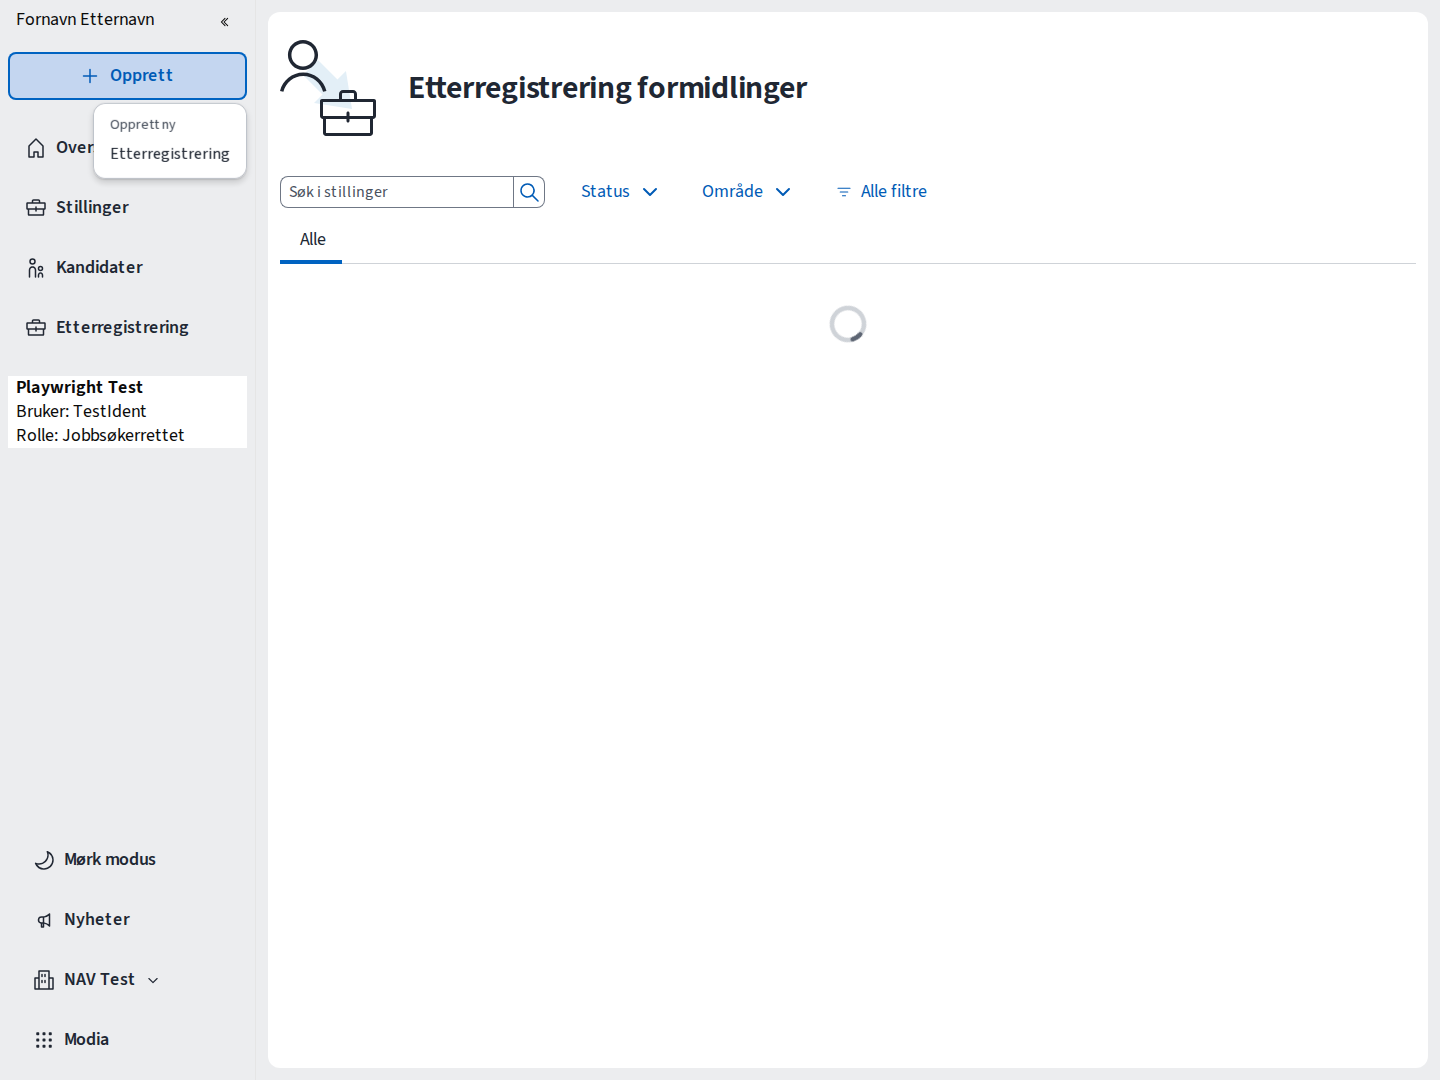 Fornavn Etternavn
Opprett
Opprett ny
Etterregistrering
Over
Stillinger
Kandidater
Etterregistrering
Playwright Test
Bruker: TestIdent
Rolle: Jobbsøkerrettet
Mørk modus
Nyheter
NAV Test
Modia
Etterregistrering formidlinger
Søk i stillinger
Status
Område
Alle filtre
Alle